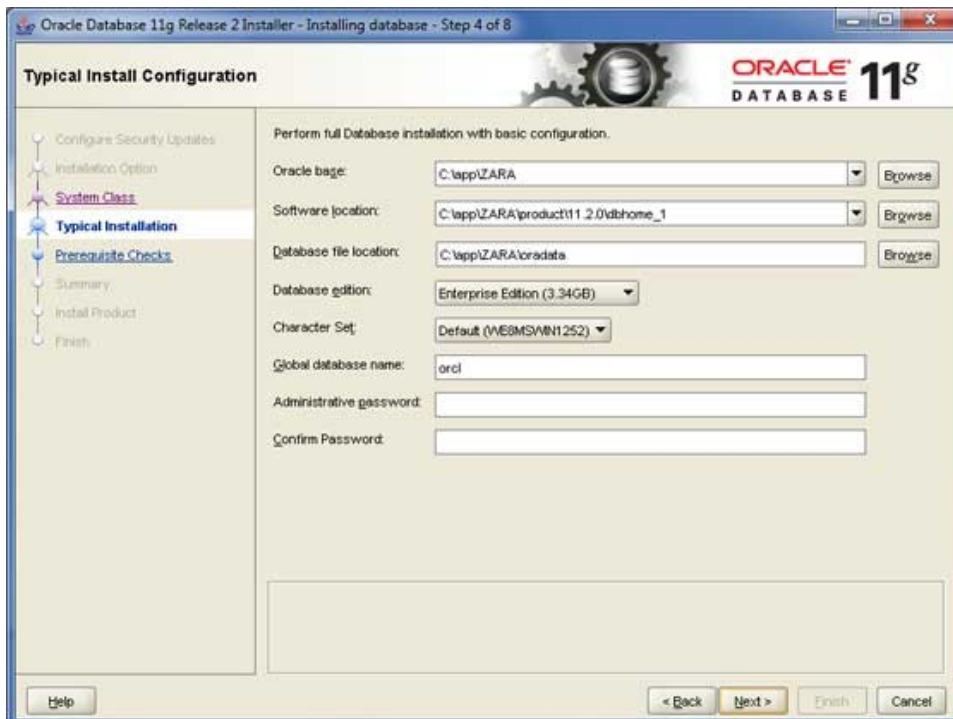 Oracle Database 11g Release 2 Installer - Installing database - Step 4 of 8
Typical Install Configuration
ORACLE
DATABASE
11g
Configure Security Updates
Installation Option
System Class
Typical Installation
Prerequisite Checks
Summary
Install Product
Finish
Perform full Database installation with basic configuration.
Oracle base: C:\app\ZARA Browse
Software location: C:\app\ZARA\product\11.2.0\dbhome_1 Browse
Database file location: C:\app\ZARA\oradata Browse
Database edition: Enterprise Edition (3.34GB)
Character Set: Default (WE8MSWIN1252)
Global database name: orcl
Administrative password:
Confirm Password:
Help < Back Next > Finish Cancel